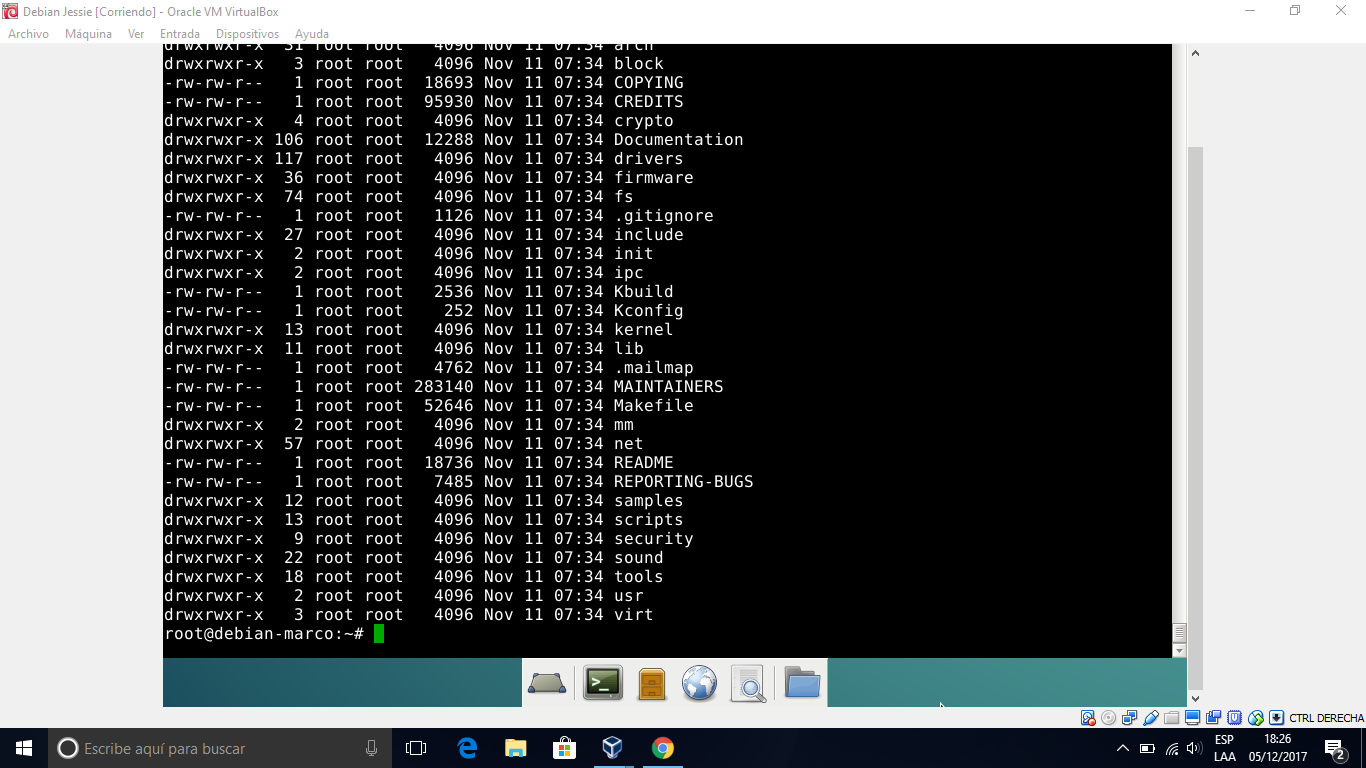 Debian Jessie [Corriendo] - Oracle VM VirtualBox
Archivo Máquina Ver Entrada Dispositivos Ayuda
drwxrwxr-x 31 root root 4096 Nov 11 07:34 arch
drwxrwxr-x 3 root root 4096 Nov 11 07:34 block
-rw-rw-r-- 1 root root 18693 Nov 11 07:34 COPYING
-rw-rw-r-- 1 root root 95930 Nov 11 07:34 CREDITS
drwxrwxr-x 4 root root 4096 Nov 11 07:34 crypto
drwxrwxr-x 106 root root 12288 Nov 11 07:34 Documentation
drwxrwxr-x 117 root root 4096 Nov 11 07:34 drivers
drwxrwxr-x 36 root root 4096 Nov 11 07:34 firmware
drwxrwxr-x 74 root root 4096 Nov 11 07:34 fs
-rw-rw-r-- 1 root root 1126 Nov 11 07:34 .gitignore
drwxrwxr-x 27 root root 4096 Nov 11 07:34 include
drwxrwxr-x 2 root root 4096 Nov 11 07:34 init
drwxrwxr-x 2 root root 4096 Nov 11 07:34 ipc
-rw-rw-r-- 1 root root 2536 Nov 11 07:34 Kbuild
-rw-rw-r-- 1 root root 252 Nov 11 07:34 Kconfig
drwxrwxr-x 13 root root 4096 Nov 11 07:34 kernel
drwxrwxr-x 11 root root 4096 Nov 11 07:34 lib
-rw-rw-r-- 1 root root 4762 Nov 11 07:34 .mailmap
-rw-rw-r-- 1 root root 283140 Nov 11 07:34 MAINTAINERS
-rw-rw-r-- 1 root root 52646 Nov 11 07:34 Makefile
drwxrwxr-x 2 root root 4096 Nov 11 07:34 mm
drwxrwxr-x 57 root root 4096 Nov 11 07:34 net
-rw-rw-r-- 1 root root 18736 Nov 11 07:34 README
-rw-rw-r-- 1 root root 7485 Nov 11 07:34 REPORTING-BUGS
drwxrwxr-x 12 root root 4096 Nov 11 07:34 samples
drwxrwxr-x 13 root root 4096 Nov 11 07:34 scripts
drwxrwxr-x 9 root root 4096 Nov 11 07:34 security
drwxrwxr-x 22 root root 4096 Nov 11 07:34 sound
drwxrwxr-x 18 root root 4096 Nov 11 07:34 tools
drwxrwxr-x 2 root root 4096 Nov 11 07:34 usr
drwxrwxr-x 3 root root 4096 Nov 11 07:34 virt
root@debian-marco:~#
CTRL DERECHA
Escribe aquí para buscar
ESP 18:26
LAA 05/12/2017 2